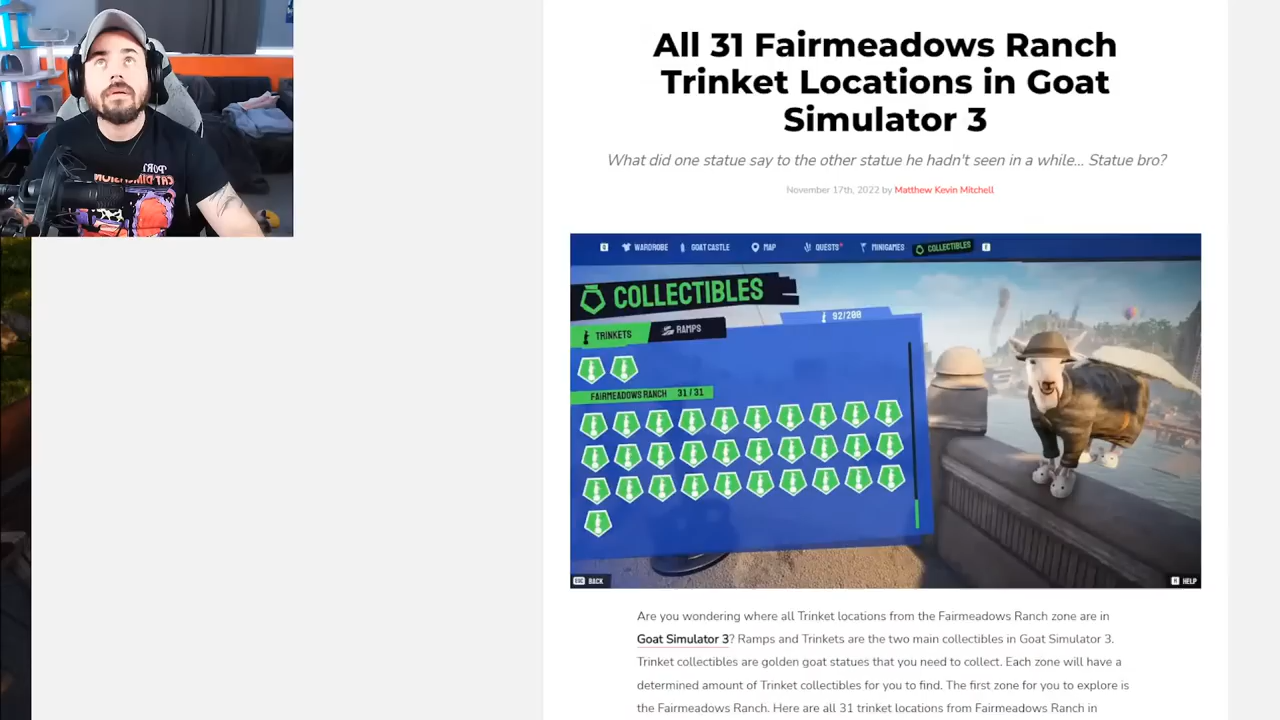 All 31 Fairmeadows Ranch
Trinket Locations in Goat
Simulator 3
What did one statue say to the other statue he hadn't seen in a while... Statue bro?
November 17th, 2022 by Matthew Kevin Mitchell
WARDROBE GOAT CASTLE MAP QUESTS MINIGAMES COLLECTIBLES
COLLECTIBLES
92/200
TRINKETS RAMPS
FAIRMEADOWS RANCH 31/31
ESC BACK
H HELP
Are you wondering where all Trinket locations from the Fairmeadows Ranch zone are in
Goat Simulator 3? Ramps and Trinkets are the two main collectibles in Goat Simulator 3.
Trinket collectibles are golden goat statues that you need to collect. Each zone will have a
determined amount of Trinket collectibles for you to find. The first zone for you to explore is
the Fairmeadows Ranch. Here are all 31 trinket locations from Fairmeadows Ranch in